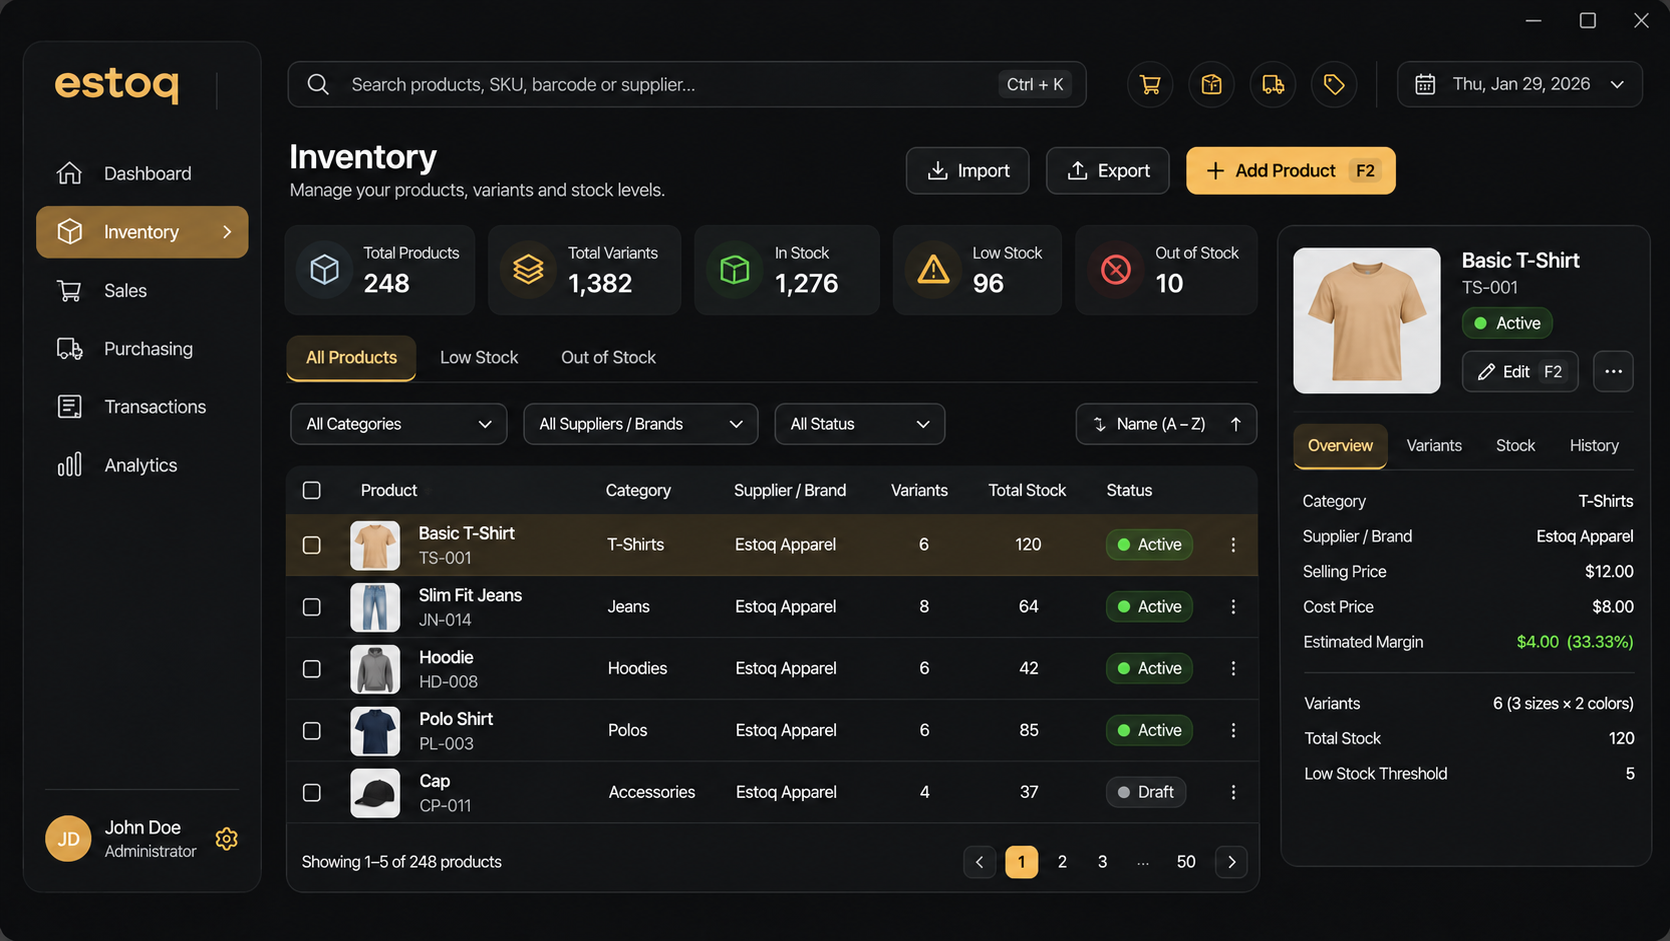 estoq
Search products, SKU, barcode or supplier... Ctrl + K
Thu, Jan 29, 2026
Dashboard
Inventory
Sales
Purchasing
Transactions
Analytics
JD
John Doe
Administrator
Inventory
Manage your products, variants and stock levels.
Import
Export
Add Product F2
Total Products
248
Total Variants
1,382
In Stock
1,276
Low Stock
96
Out of Stock
10
All Products Low Stock Out of Stock
All Categories All Suppliers / Brands All Status Name (A – Z)
Product Category Supplier / Brand Variants Total Stock Status
Basic T-Shirt
TS-001
T-Shirts Estoq Apparel 6 120 Active
Slim Fit Jeans
JN-014
Jeans Estoq Apparel 8 64 Active
Hoodie
HD-008
Hoodies Estoq Apparel 6 42 Active
Polo Shirt
PL-003
Polos Estoq Apparel 6 85 Active
Cap
CP-011
Accessories Estoq Apparel 4 37 Draft
Showing 1–5 of 248 products
1 2 3 ... 50
Basic T-Shirt
TS-001
Active
Edit F2
Overview Variants Stock History
Category T-Shirts
Supplier / Brand Estoq Apparel
Selling Price $12.00
Cost Price $8.00
Estimated Margin $4.00 (33.33%)
Variants 6 (3 sizes × 2 colors)
Total Stock 120
Low Stock Threshold 5